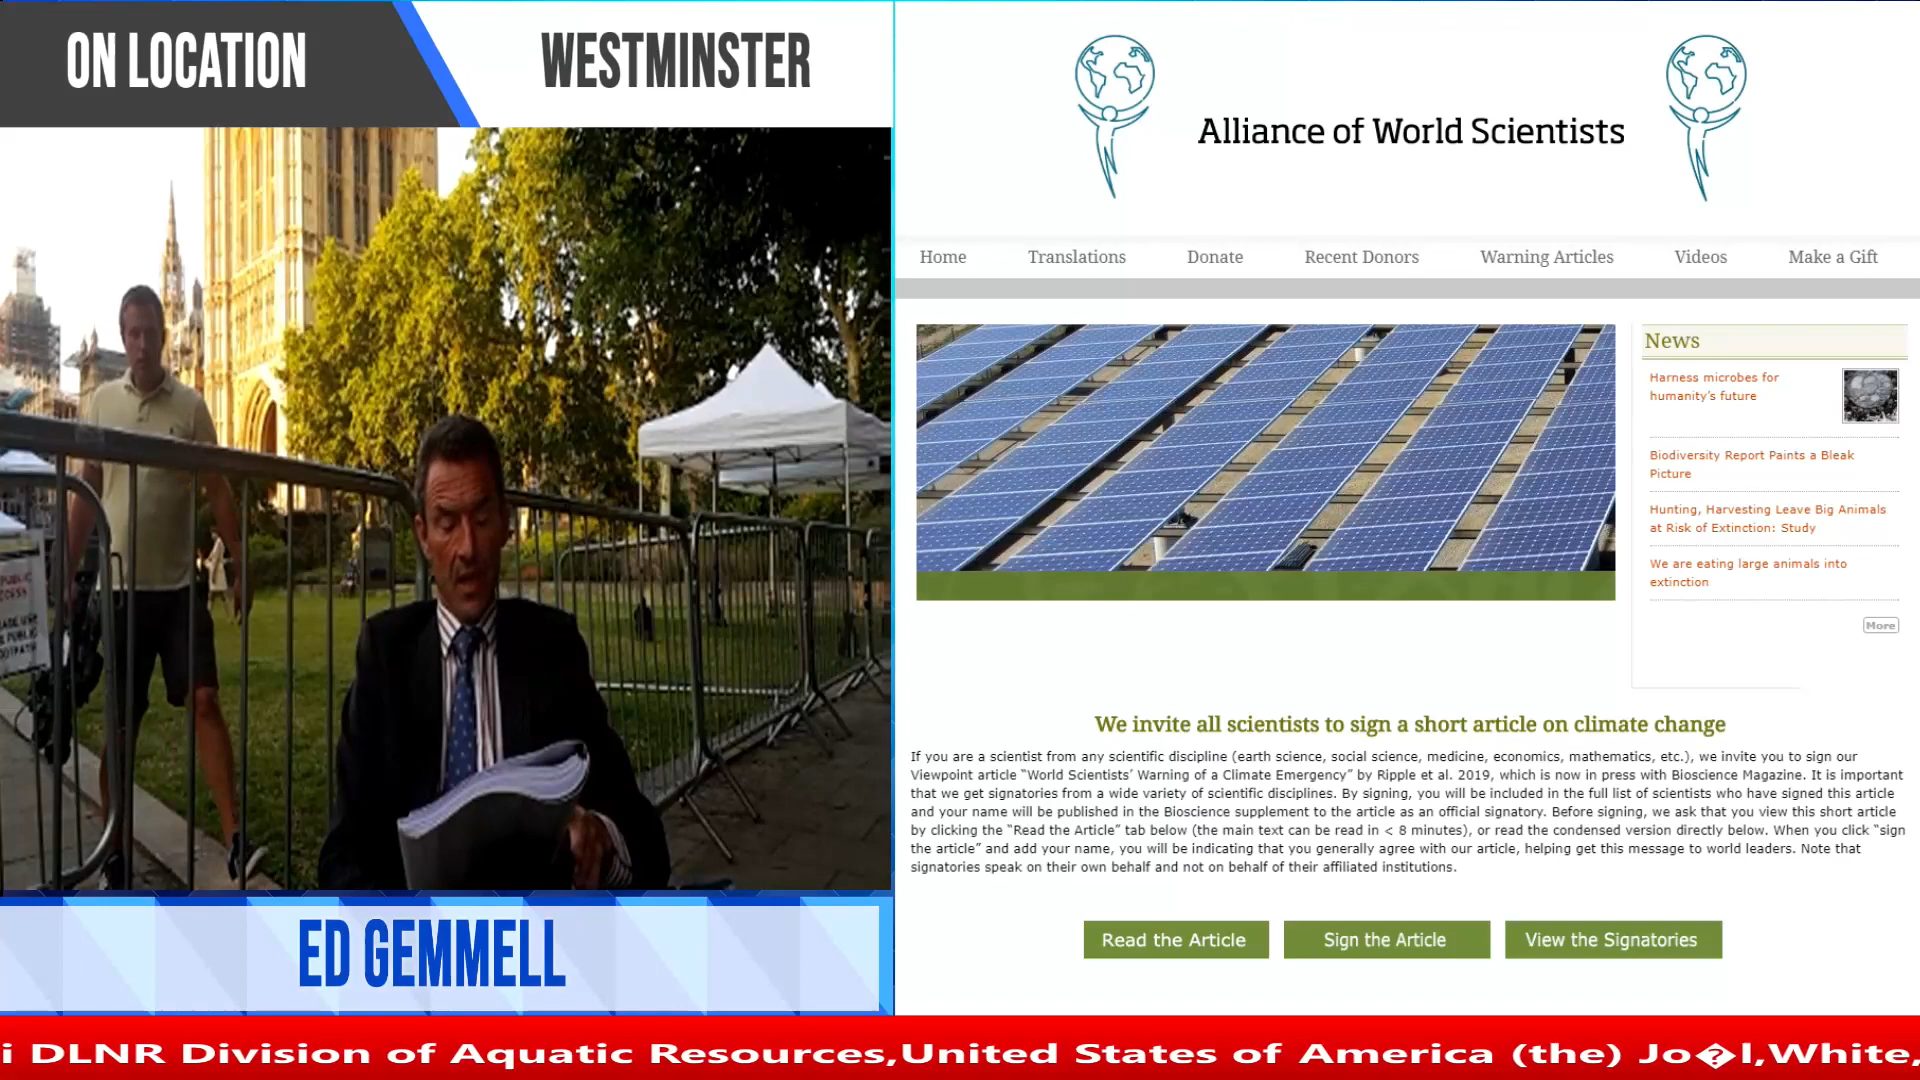 ON LOCATION
WESTMINSTER
Alliance of World Scientists
Home
Translations
Donate
Recent Donors
Warning Articles
Videos
Make a Gift
News
Harness microbes for
humanity's future
Biodiversity Report Paints a Bleak
Picture
Hunting, Harvesting Leave Big Animals
at Risk of Extinction: Study
We are eating large animals into
extinction
More
We invite all scientists to sign a short article on climate change
If you are a scientist from any scientific discipline (earth science, social science, medicine, economics, mathematics, etc.), we invite you to sign our
Viewpoint article “World Scientists’ Warning of a Climate Emergency” by Ripple et al. 2019, which is now in press with Bioscience Magazine. It is important
that we get signatories from a wide variety of scientific disciplines. By signing, you will be included in the full list of scientists who have signed this article
and your name will be published in the Bioscience supplement to the article as an official signatory. Before signing, we ask that you view this short article
by clicking the “Read the Article” tab below (the main text can be read in < 8 minutes), or read the condensed version directly below. When you click “sign
the article” and add your name, you will be indicating that you generally agree with our article, helping get this message to world leaders. Note that
signatories speak on their own behalf and not on behalf of their affiliated institutions.
Read the Article
Sign the Article
View the Signatories
ED GEMMELL
i DLNR Division of Aquatic Resources,United States of America (the) Jo�l,White,